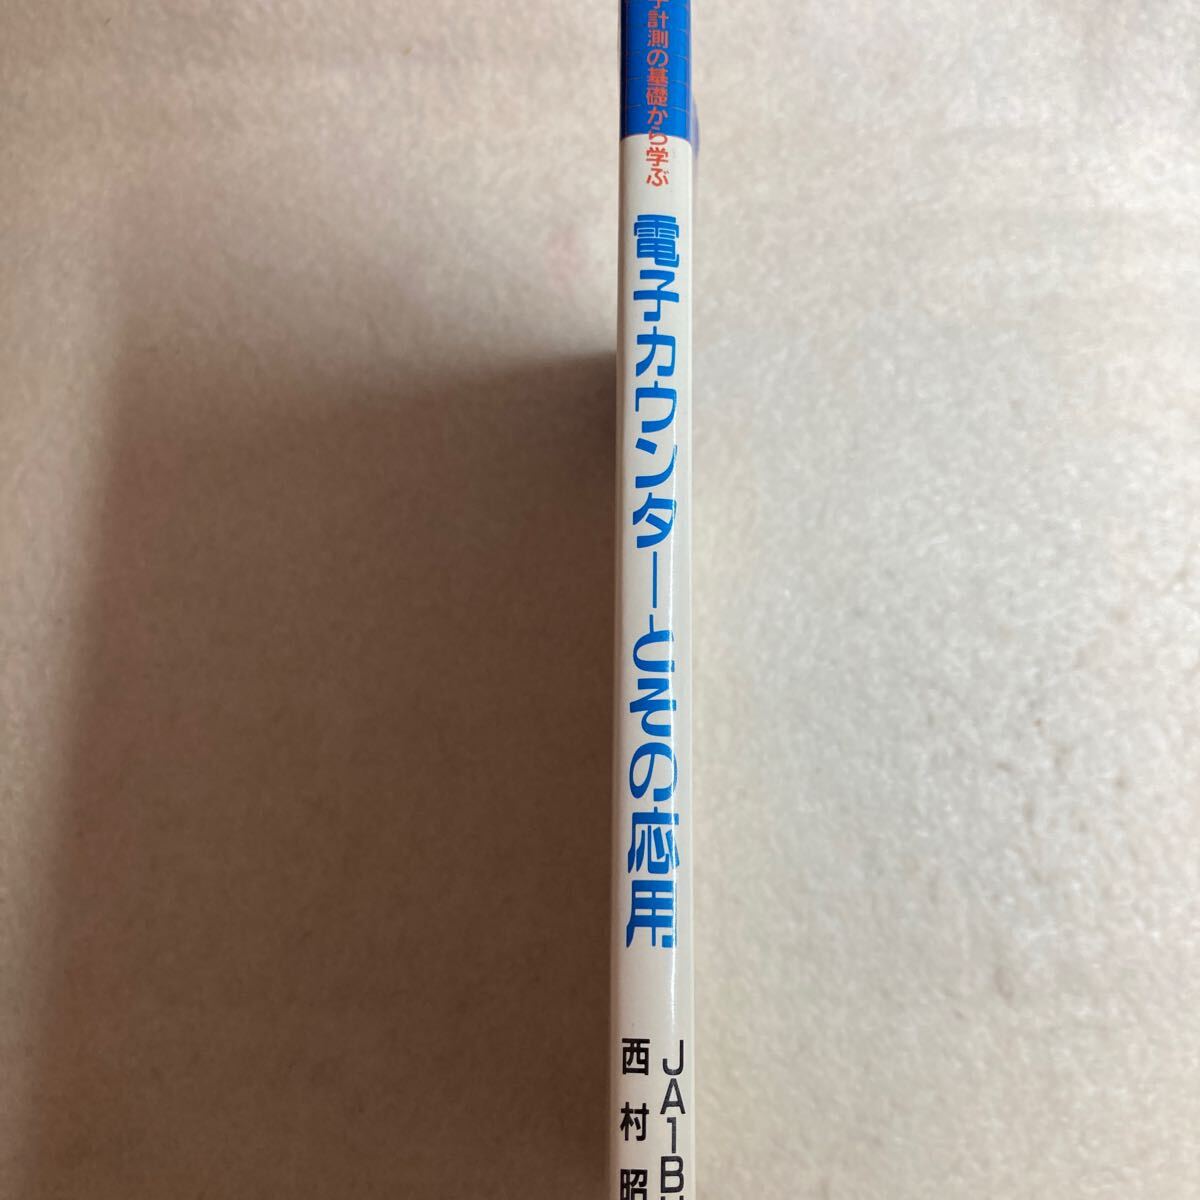 子計測の基礎から学ぶ
電子カウンターとその応用
JA1B
西村昭